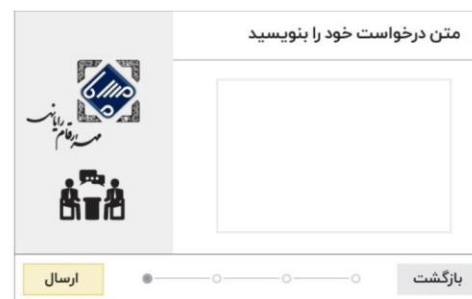 متن درخواست خود را بنویسید
مهر ارقام رایانه
بازگشت
ارسال